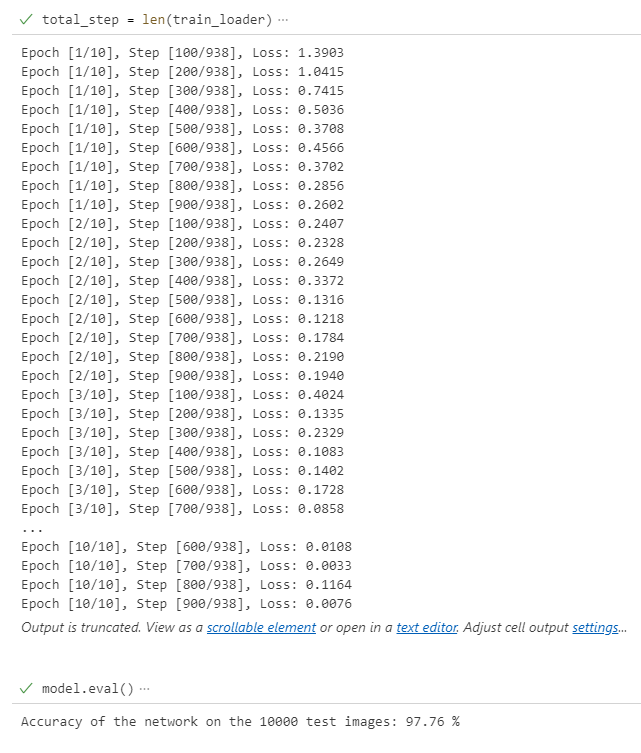 total_step = len(train_loader) ···
Epoch [1/10], Step [100/938], Loss: 1.3903
Epoch [1/10], Step [200/938], Loss: 1.0415
Epoch [1/10], Step [300/938], Loss: 0.7415
Epoch [1/10], Step [400/938], Loss: 0.5036
Epoch [1/10], Step [500/938], Loss: 0.3708
Epoch [1/10], Step [600/938], Loss: 0.4566
Epoch [1/10], Step [700/938], Loss: 0.3702
Epoch [1/10], Step [800/938], Loss: 0.2856
Epoch [1/10], Step [900/938], Loss: 0.2602
Epoch [2/10], Step [100/938], Loss: 0.2407
Epoch [2/10], Step [200/938], Loss: 0.2328
Epoch [2/10], Step [300/938], Loss: 0.2649
Epoch [2/10], Step [400/938], Loss: 0.3372
Epoch [2/10], Step [500/938], Loss: 0.1316
Epoch [2/10], Step [600/938], Loss: 0.1218
Epoch [2/10], Step [700/938], Loss: 0.1784
Epoch [2/10], Step [800/938], Loss: 0.2190
Epoch [2/10], Step [900/938], Loss: 0.1940
Epoch [3/10], Step [100/938], Loss: 0.4024
Epoch [3/10], Step [200/938], Loss: 0.1335
Epoch [3/10], Step [300/938], Loss: 0.2329
Epoch [3/10], Step [400/938], Loss: 0.1083
Epoch [3/10], Step [500/938], Loss: 0.1402
Epoch [3/10], Step [600/938], Loss: 0.1728
Epoch [3/10], Step [700/938], Loss: 0.0858
...
Epoch [10/10], Step [600/938], Loss: 0.0108
Epoch [10/10], Step [700/938], Loss: 0.0033
Epoch [10/10], Step [800/938], Loss: 0.1164
Epoch [10/10], Step [900/938], Loss: 0.0076
Output is truncated. View as a scrollable element or open in a text editor. Adjust cell output settings...
model.eval() ···
Accuracy of the network on the 10000 test images: 97.76 %